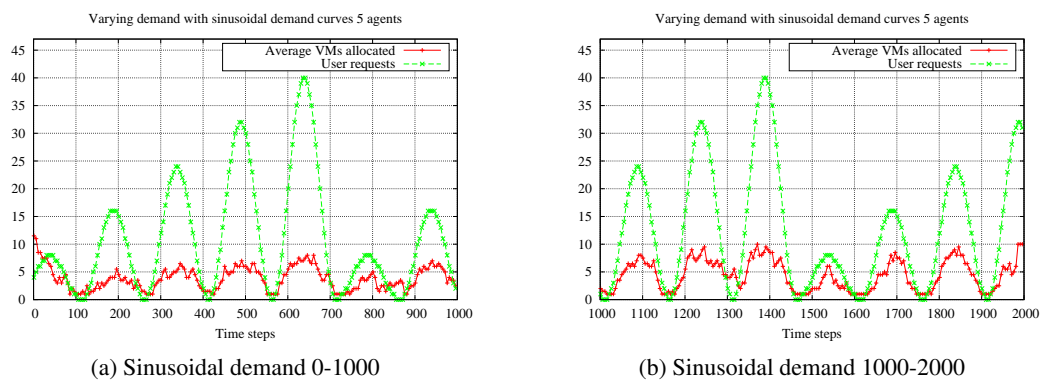 Varying demand with sinusoidal demand curves 5 agents
Average VMs allocated
User requests
45
40
35
30
25
20
15
10
5
0
0 100 200 300 400 500 600 700 800 900 1000
Time steps
(a) Sinusoidal demand 0-1000
Varying demand with sinusoidal demand curves 5 agents
Average VMs allocated
User requests
45
40
35
30
25
20
15
10
5
0
1000 1100 1200 1300 1400 1500 1600 1700 1800 1900 2000
Time steps
(b) Sinusoidal demand 1000-2000